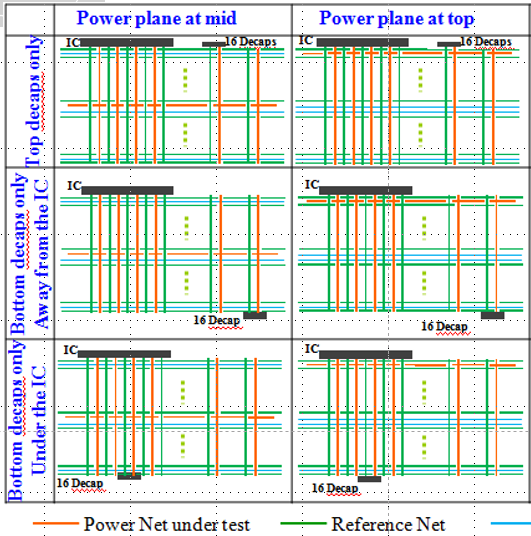 Power plane at mid
Power plane at top
Top decaps only
IC
16 Decaps
IC
16 Decaps
Bottom decaps only
Away from the IC
IC
16 Decap
IC
16 Decap
Bottom decaps only
Under the IC
IC
16 Decap
IC
16 Decap
Power Net under test
Reference Net